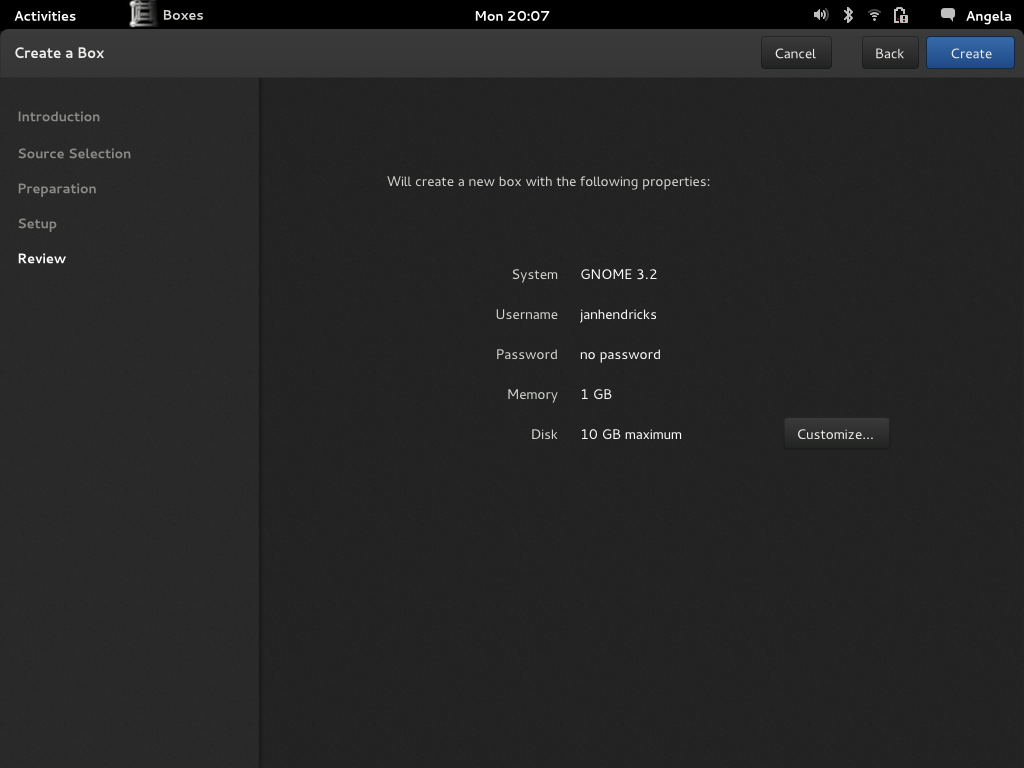 Activities Boxes Mon 20:07 Angela
Create a Box Cancel Back Create
Introduction
Source Selection
Preparation
Setup
Review
Will create a new box with the following properties:
System GNOME 3.2
Username janhendricks
Password no password
Memory 1 GB
Disk 10 GB maximum Customize...